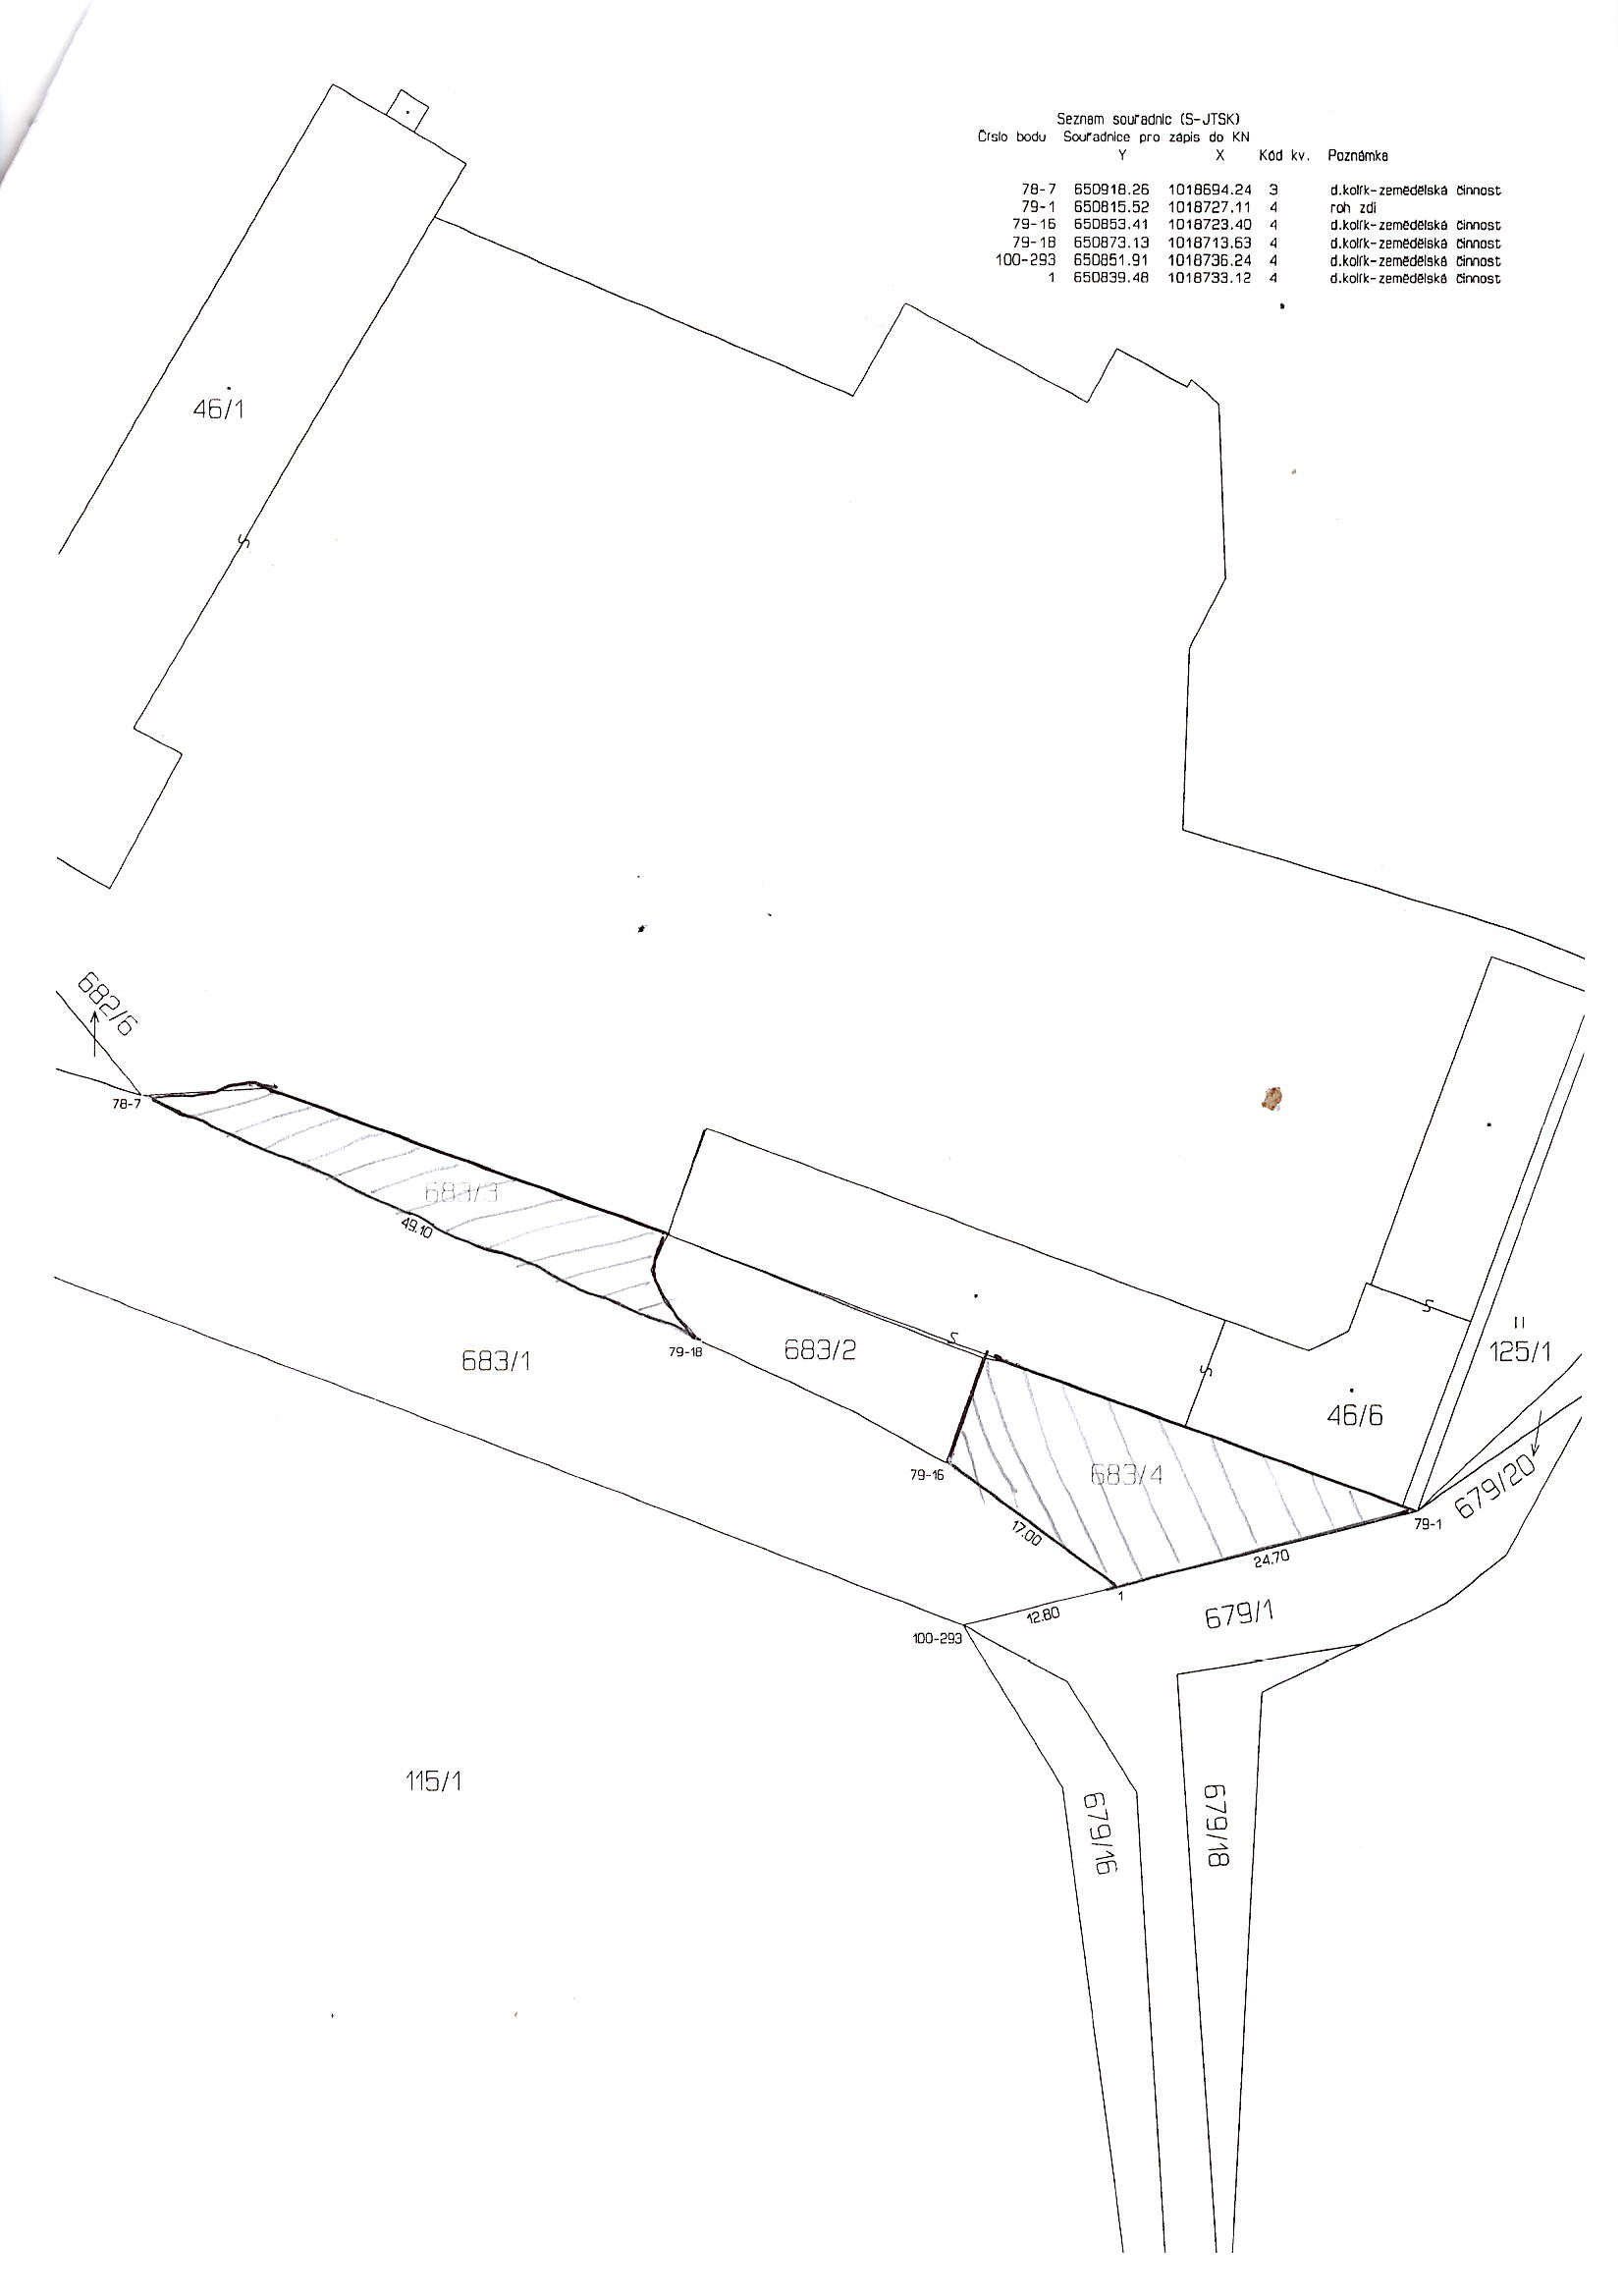 Seznam souřadnic (S-JTSK)
Číslo bodu Souřadnice pro zápis do KN
Y X Kód kv. Poznámka
78-7 650918.26 1018694.24 3 d.kolík-zemědělská činnost
79-1 650815.52 1018727.11 4 roh zdi
79-16 650853.41 1018723.40 4 d.kolík-zemědělská činnost
79-18 650873.13 1018713.63 4 d.kolík-zemědělská činnost
100-293 650851.91 1018736.24 4 d.kolík-zemědělská činnost
1 650839.48 1018733.12 4 d.kolík-zemědělská činnost
46/1
682/6
78-7
683/3
49.10
79-18
683/1
683/2
125/1
46/6
79-16
683/4
679/20
79-1
17.00
24.70
1
12.80
679/1
100-293
115/1
679/16
679/18